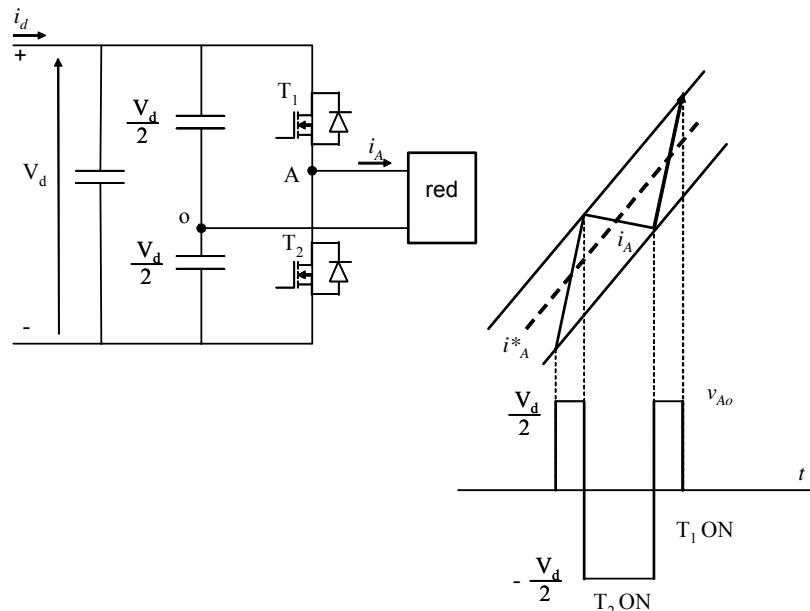 i_d
+
V_d
-
V_d
2
o
V_d
2
T_1
A
T_2
i_A
red
i_A
i*_A
V_d
2
v_Ao
t
T_1 ON
- V_d
2
T_2 ON